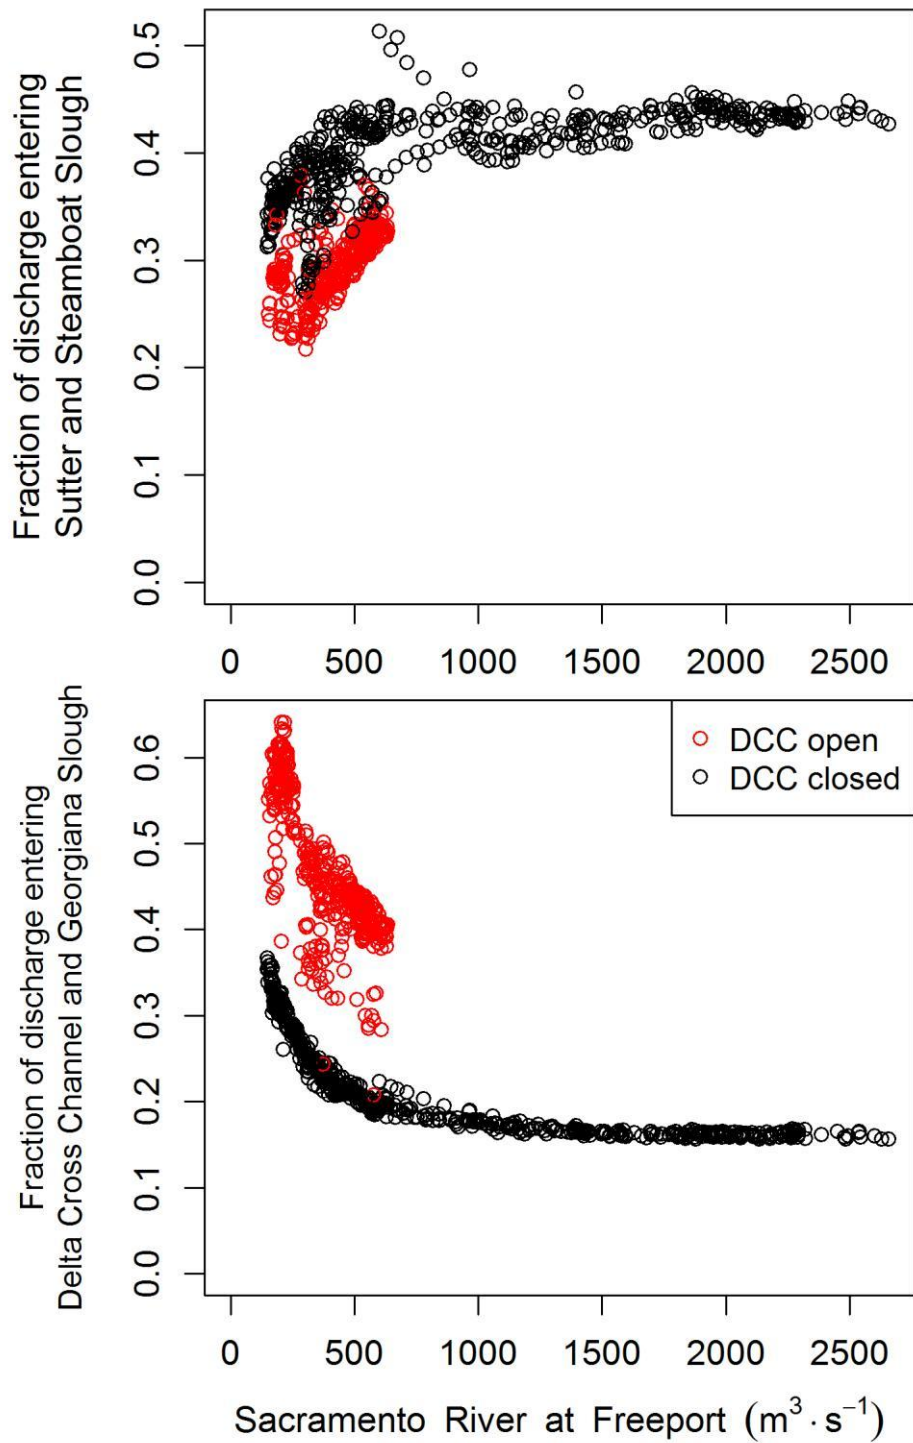 Fraction of discharge entering
Sutter and Steamboat Slough
0.5
0.4
0.3
0.2
0.1
0.0
0 500 1000 1500 2000 2500
Fraction of discharge entering
Delta Cross Channel and Georgiana Slough
0.6
0.5
0.4
0.3
0.2
0.1
0.0
DCC open
DCC closed
0 500 1000 1500 2000 2500
Sacramento River at Freeport (m³·s⁻¹)